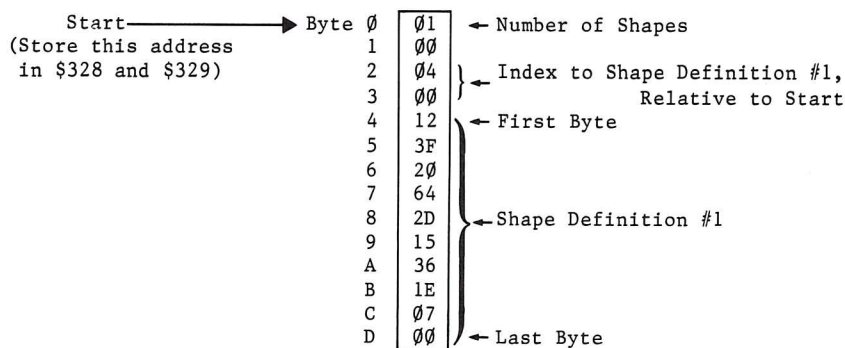 Start Byte Ø Ø1 Number of Shapes
(Store this address 1 ØØ
in $328 and $329) 2 Ø4 Index to Shape Definition #1,
3 ØØ Relative to Start
4 12 First Byte
5 3F
6 2Ø
7 64
8 2D Shape Definition #1
9 15
A 36
B 1E
C Ø7
D ØØ Last Byte